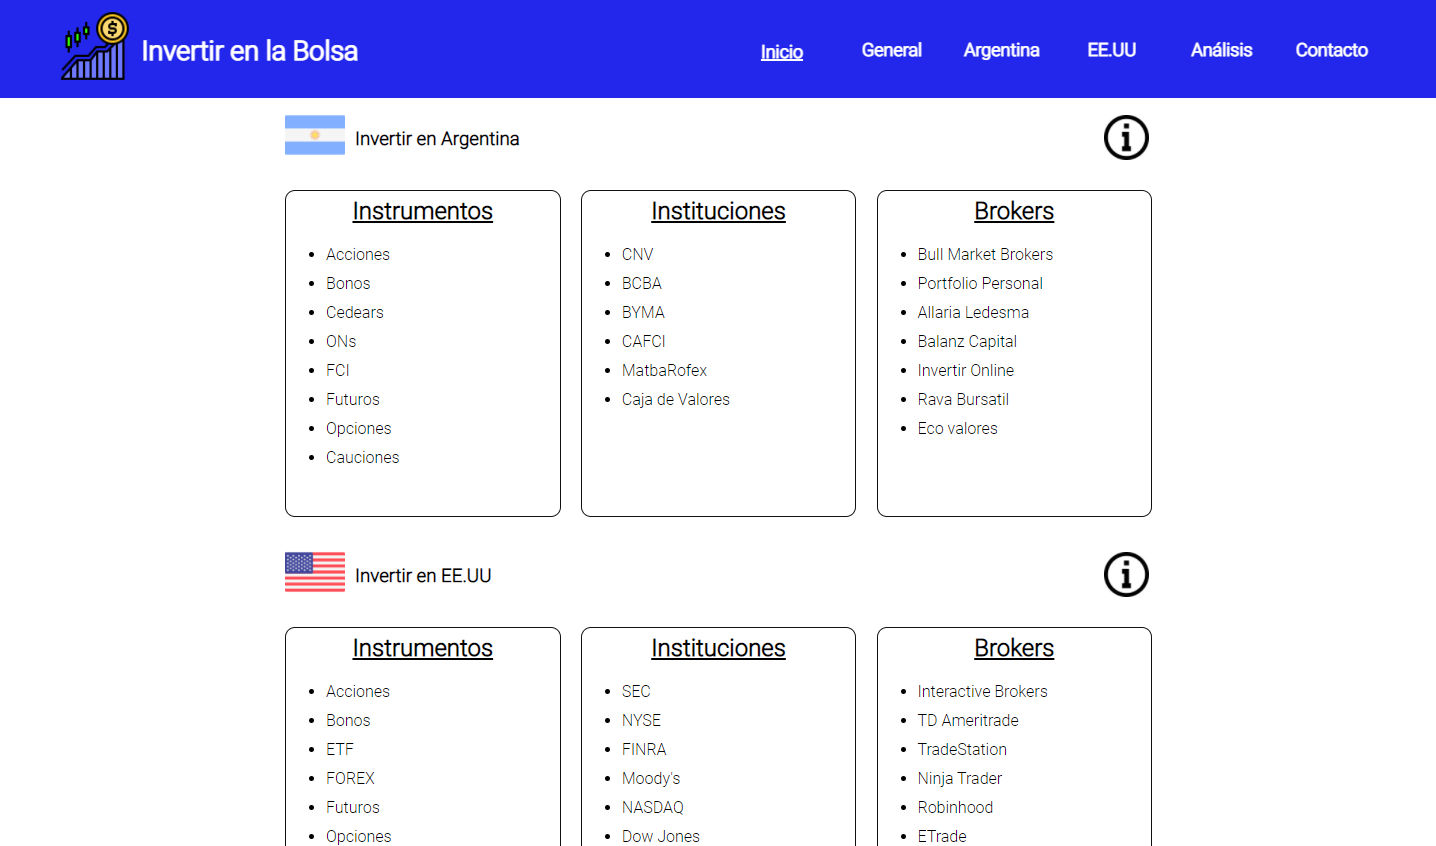 Invertir en la Bolsa
Inicio General Argentina EE.UU Análisis Contacto
Invertir en Argentina
Instrumentos
Acciones
Bonos
Cedears
ONs
FCI
Futuros
Opciones
Cauciones
Instituciones
CNV
BCBA
BYMA
CAFCI
MatbaRofex
Caja de Valores
Brokers
Bull Market Brokers
Portfolio Personal
Allaria Ledesma
Balanz Capital
Invertir Online
Rava Bursatil
Eco valores
Invertir en EE.UU
Instrumentos
Acciones
Bonos
ETF
FOREX
Futuros
Opciones
Instituciones
SEC
NYSE
FINRA
Moody's
NASDAQ
Dow Jones
Brokers
Interactive Brokers
TD Ameritrade
TradeStation
Ninja Trader
Robinhood
ETrade